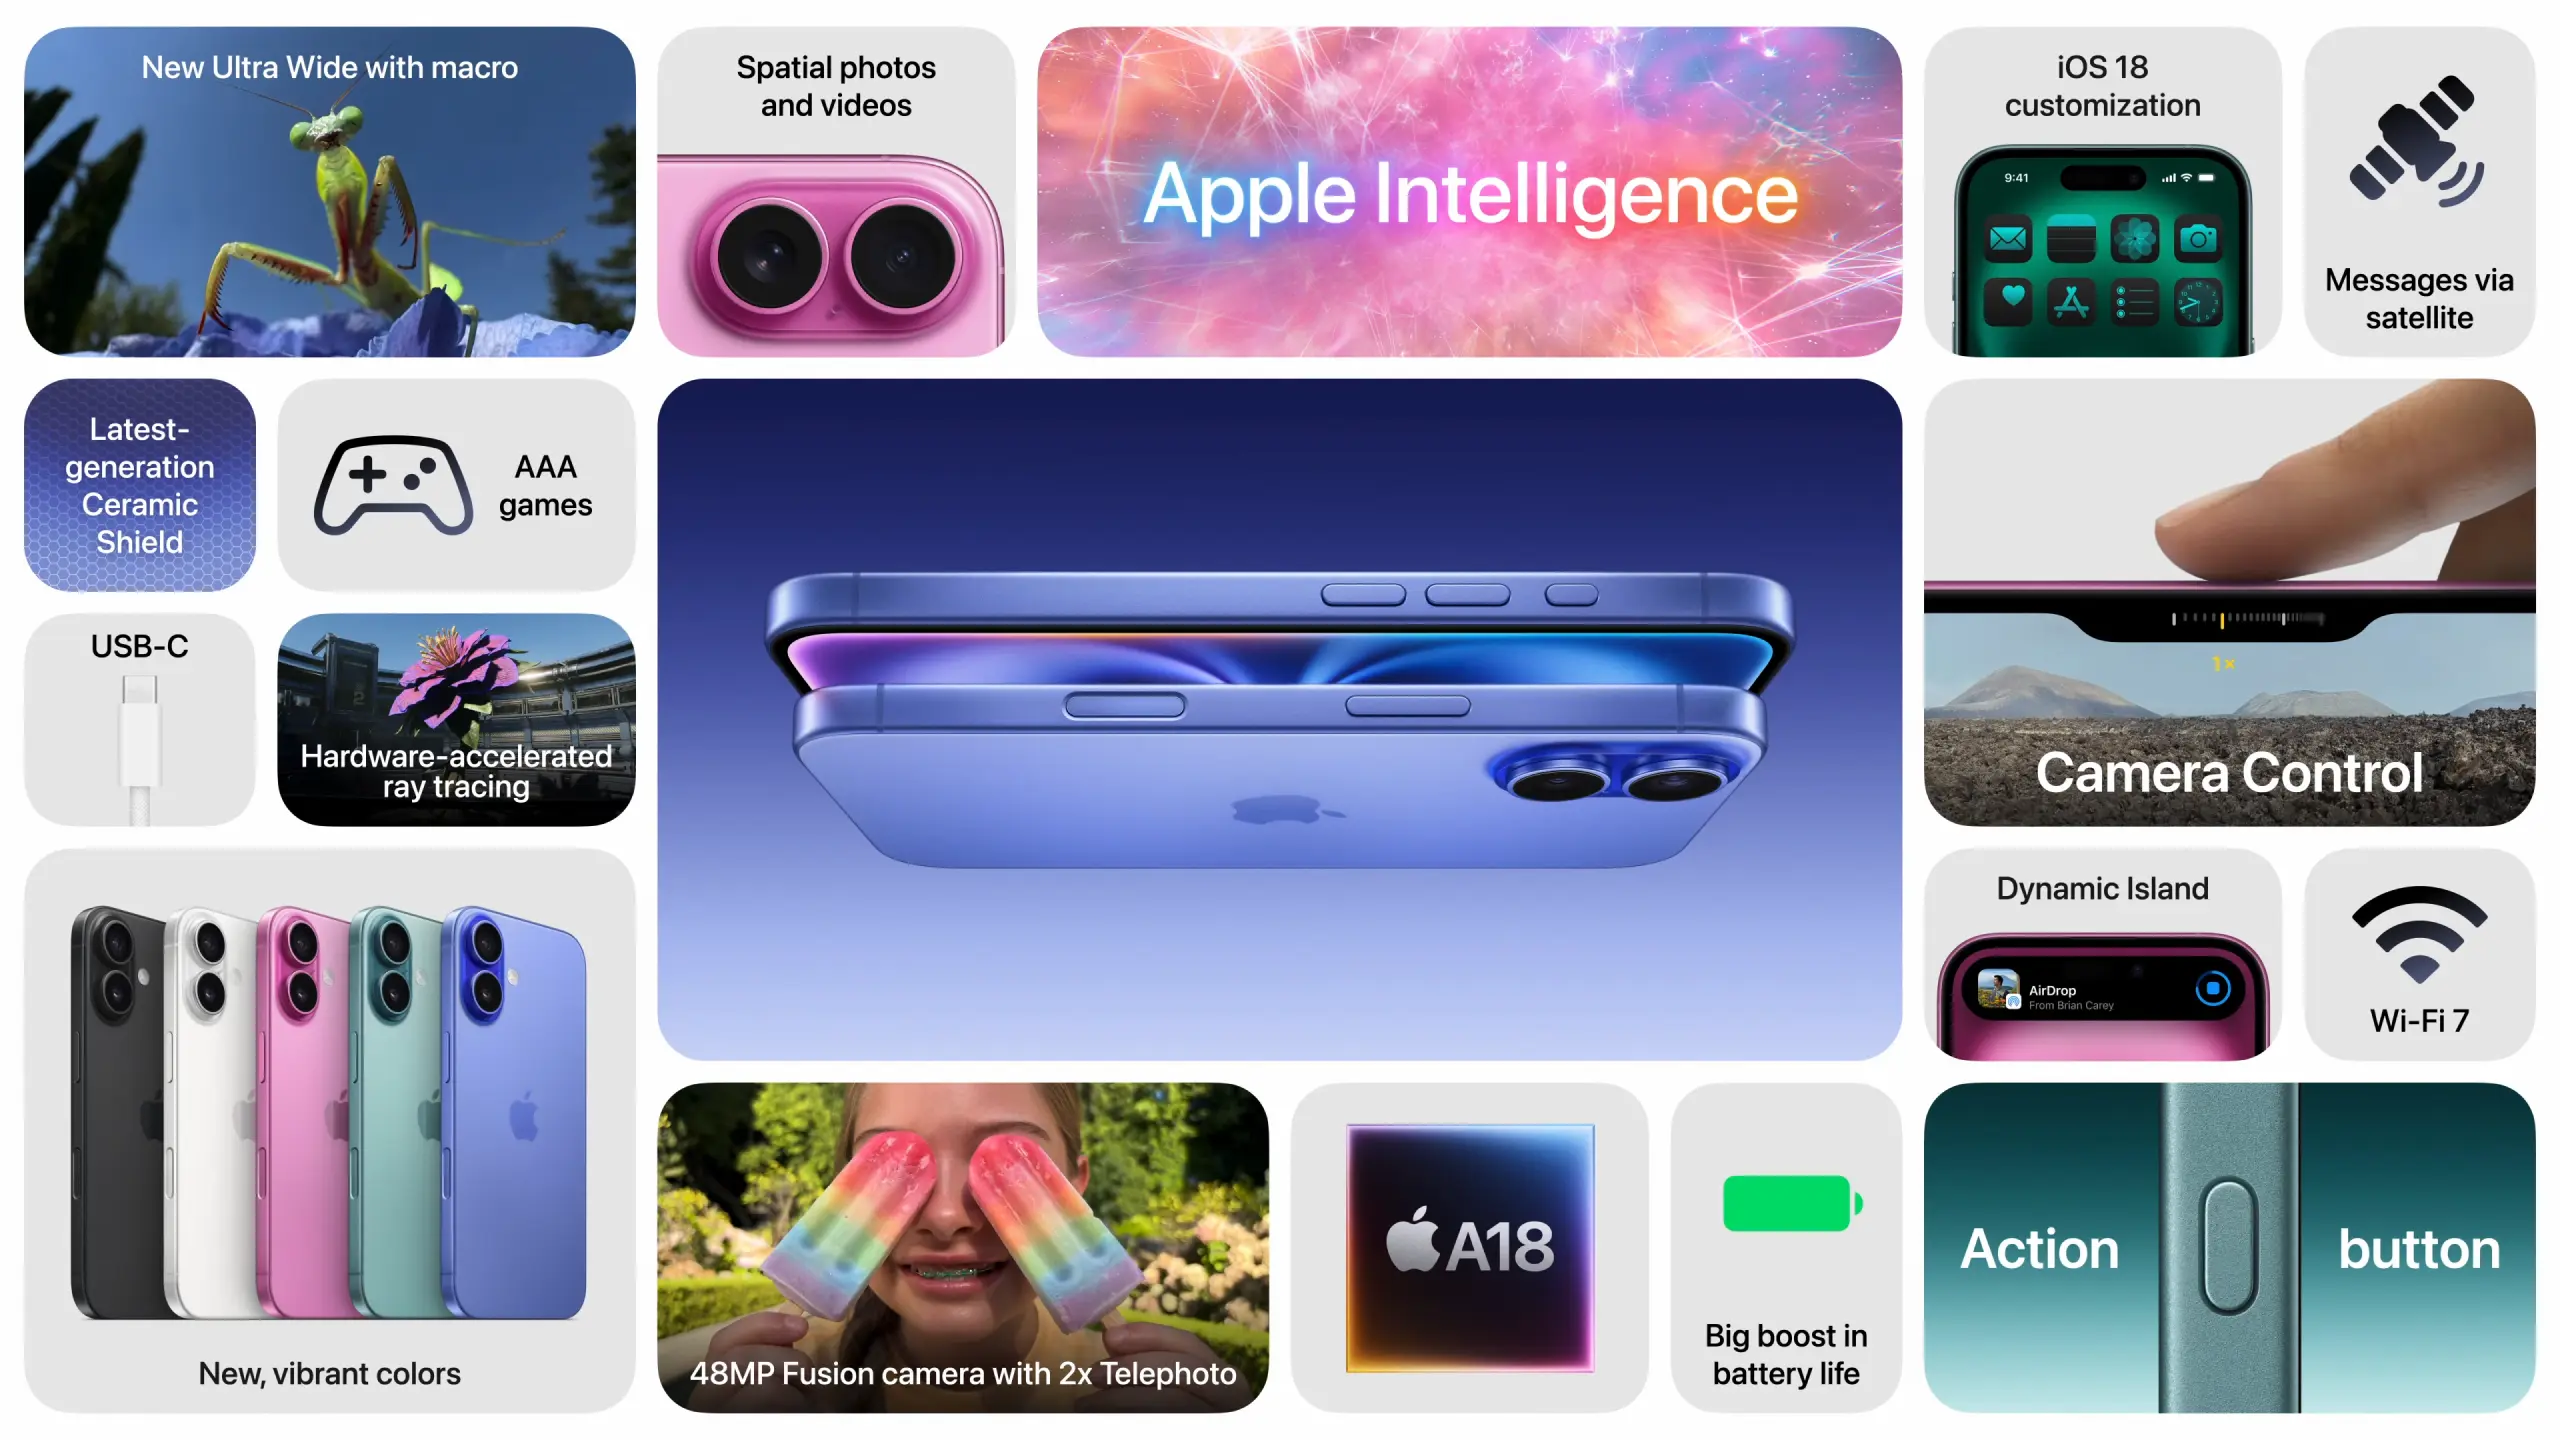 New Ultra Wide with macro
Spatial photos
and videos
Apple Intelligence
iOS 18
customization
9:41
Messages via
satellite
Latest-
generation
Ceramic
Shield
AAA
games
USB-C
2
Hardware-accelerated
ray tracing
1×
Camera Control
New, vibrant colors
Dynamic Island
AirDrop
From Brian Carey
Wi-Fi 7
48MP Fusion camera with 2x Telephoto
A18
Big boost in
battery life
Action button